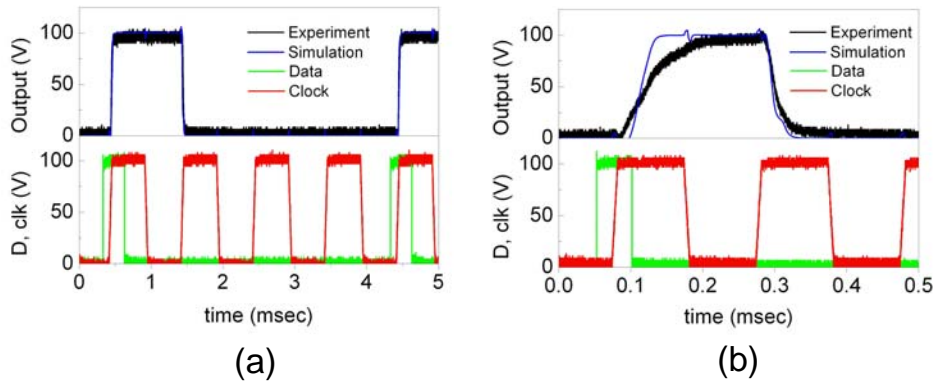 100
50
0
Output (V)
Experiment
Simulation
Data
Clock
100
50
0
D, clk (V)
0 1 2 3 4 5
time (msec)
(a)
100
50
0
Output (V)
Experiment
Simulation
Data
Clock
100
50
0
D, clk (V)
0.0 0.1 0.2 0.3 0.4 0.5
time (msec)
(b)